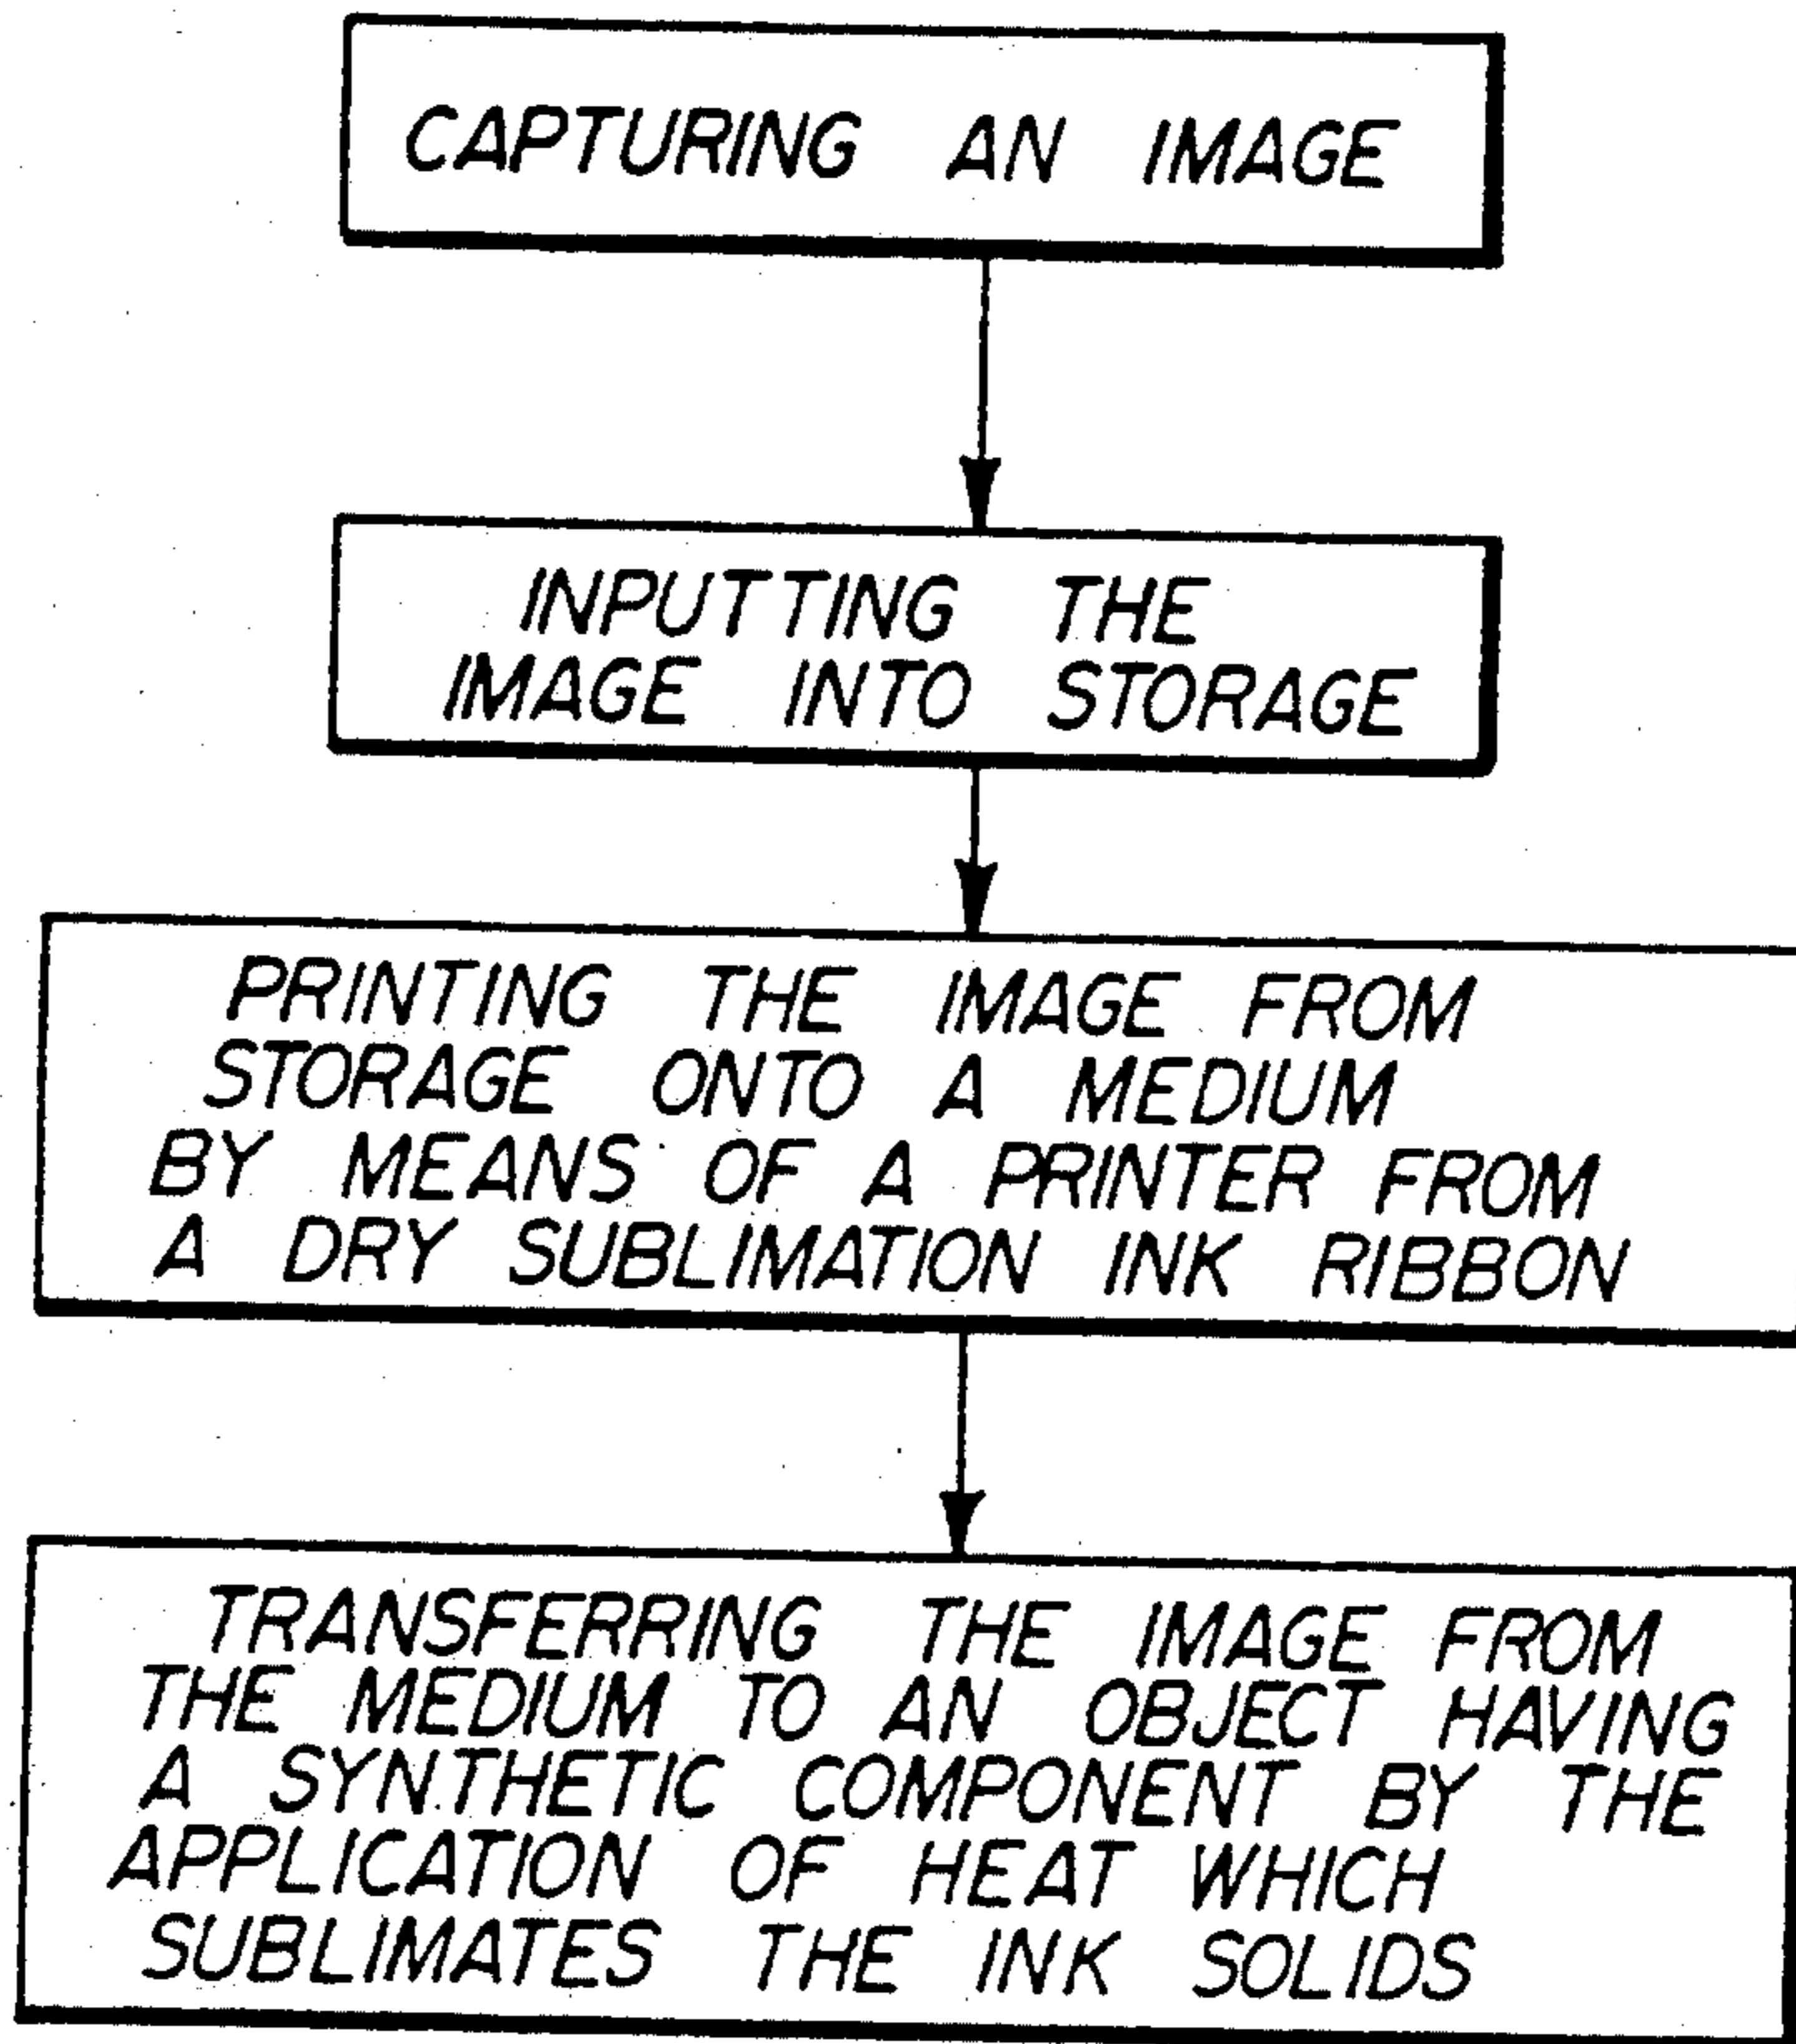 CAPTURING AN IMAGE
INPUTTING THE
IMAGE INTO STORAGE
PRINTING THE IMAGE FROM
STORAGE ONTO A MEDIUM
BY MEANS OF A PRINTER FROM
A DRY SUBLIMATION INK RIBBON
TRANSFERRING THE IMAGE FROM
THE MEDIUM TO AN OBJECT HAVING
A SYNTHETIC COMPONENT BY THE
APPLICATION OF HEAT WHICH
SUBLIMATES THE INK SOLIDS